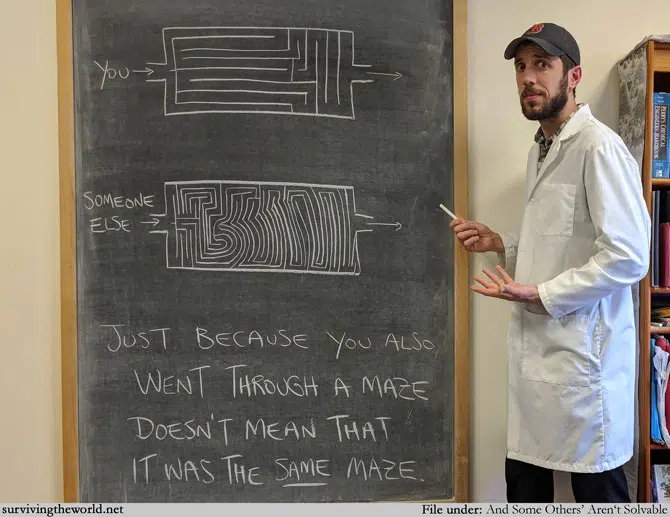 You
SOMEONE
ELSE
JUST BECAUSE YOU ALSO
WENT THROUGH A MAZE
DOESN'T MEAN THAT
IT WAS THE SAME MAZE.
PERRY'S CHEMICAL
ENGINEERS' HANDBOOK
survivingtheworld.net
File under: And Some Others' Aren't Solvable